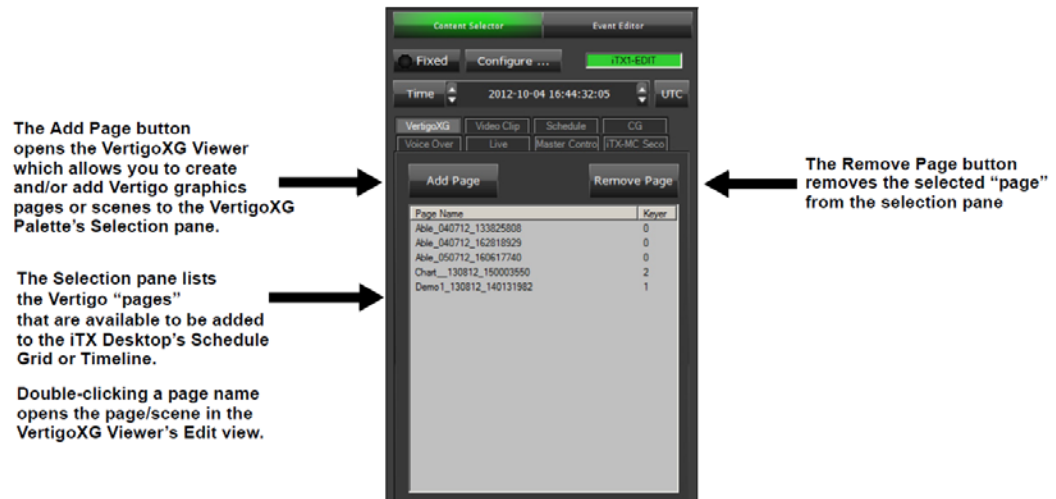 Content Selector
Event Editor
Fixed
Configure ...
iTX1-EDIT
Time
2012-10-04 16:44:32:05
UTC
VertigoXG
Video Clip
Schedule
CG
Voice Over
Live
Master Contro
iTX-MC Seco
Add Page
Remove Page
Page Name
Keyer
Able_040712_133825808 0
Able_040712_162818929 0
Able_050712_160617740 0
Chart__130812_150003550 2
Demo1_130812_140131982 1
The Add Page button
opens the VertigoXG Viewer
which allows you to create
and/or add Vertigo graphics
pages or scenes to the VertigoXG
Palette's Selection pane.
The Selection pane lists
the Vertigo “pages”
that are available to be added
to the iTX Desktop's Schedule
Grid or Timeline.
Double-clicking a page name
opens the page/scene in the
VertigoXG Viewer's Edit view.
The Remove Page button
removes the selected “page”
from the selection pane